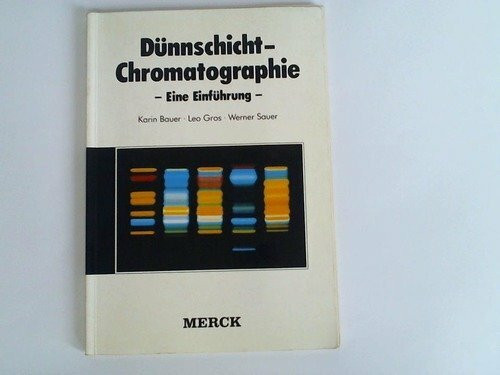 Dünnschicht-
Chromatographie
- Eine Einführung -
Karin Bauer · Leo Gros · Werner Sauer
MERCK